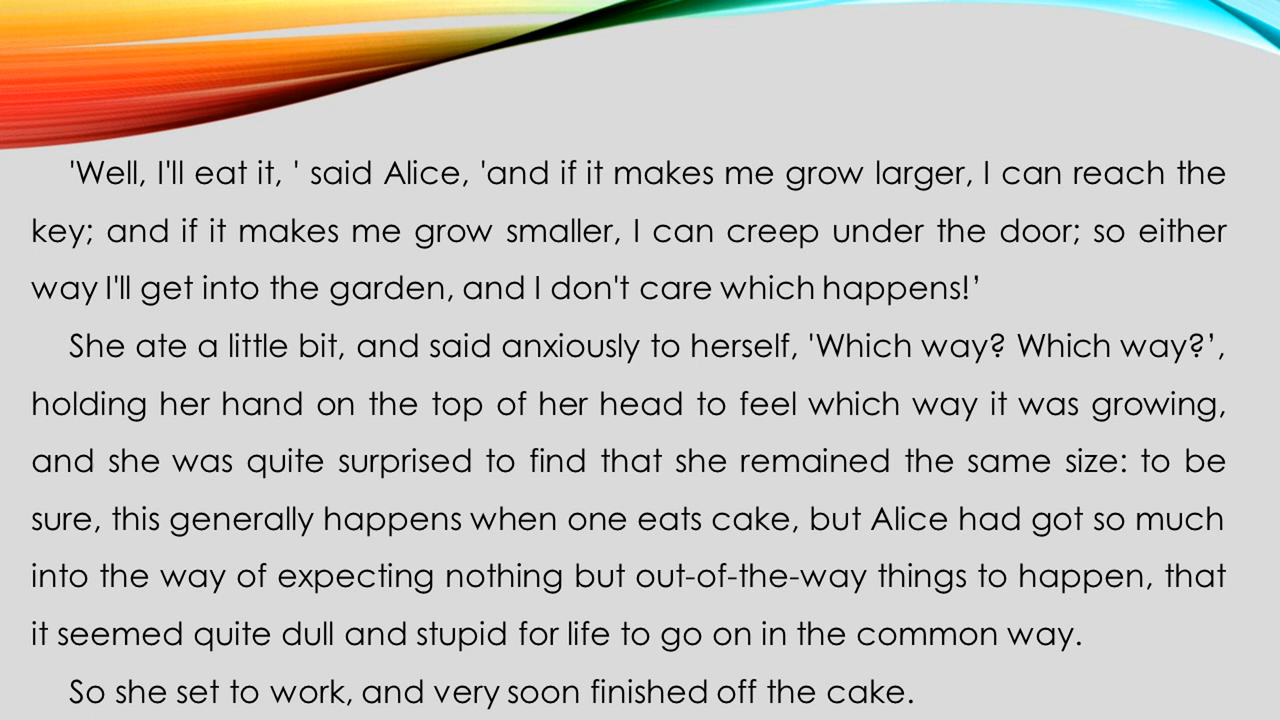 'Well, I'll eat it, ' said Alice, 'and if it makes me grow larger, I can reach the
key; and if it makes me grow smaller, I can creep under the door; so either
way I'll get into the garden, and I don't care which happens!’
She ate a little bit, and said anxiously to herself, 'Which way? Which way?’,
holding her hand on the top of her head to feel which way it was growing,
and she was quite surprised to find that she remained the same size: to be
sure, this generally happens when one eats cake, but Alice had got so much
into the way of expecting nothing but out-of-the-way things to happen, that
it seemed quite dull and stupid for life to go on in the common way.
So she set to work, and very soon finished off the cake.